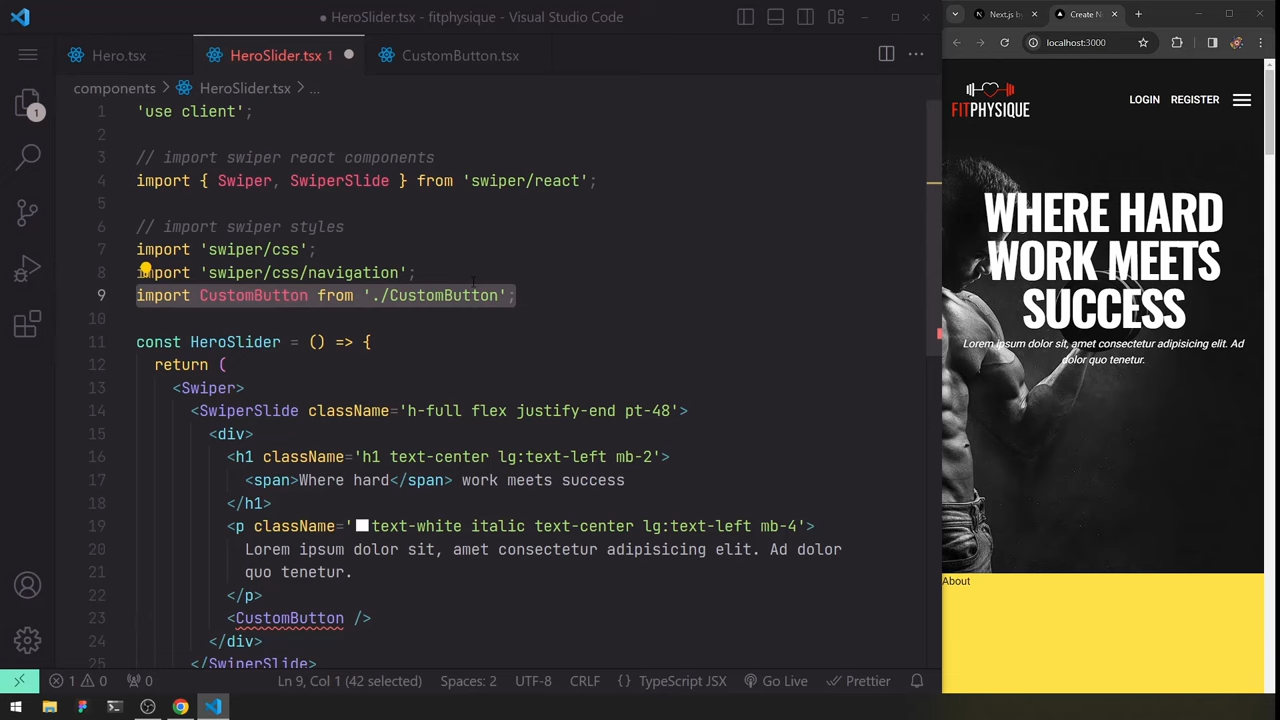 ● HeroSlider.tsx - fitphysique - Visual Studio Code
Hero.tsx
HeroSlider.tsx 1 ●
CustomButton.tsx
components > HeroSlider.tsx > ...
1 'use client';
2
3 // import swiper react components
4 import { Swiper, SwiperSlide } from 'swiper/react';
5
6 // import swiper styles
7 import 'swiper/css';
8 import 'swiper/css/navigation';
9 import CustomButton from './CustomButton';
10
11 const HeroSlider = () => {
12 return (
13 <Swiper>
14 <SwiperSlide className='h-full flex justify-end pt-48'>
15 <div>
16 <h1 className='h1 text-center lg:text-left mb-2'>
17 <span>Where hard</span> work meets success
18 </h1>
19 <p className='text-white italic text-center lg:text-left mb-4'>
20 Lorem ipsum dolor sit, amet consectetur adipisicing elit. Ad dolor
21 quo tenetur.
22 </p>
23 <CustomButton />
24 </div>
25 </SwiperSlide>
1
1 0 0
Ln 9, Col 1 (42 selected)
Spaces: 2
UTF-8
CRLF
{ } TypeScript JSX
Go Live
Prettier
Next.js by
Create N
localhost:3000
FITPHYSIQUE
LOGIN REGISTER
WHERE HARD
WORK MEETS
SUCCESS
Lorem ipsum dolor sit, amet consectetur adipisicing elit. Ad
dolor quo tenetur.
About